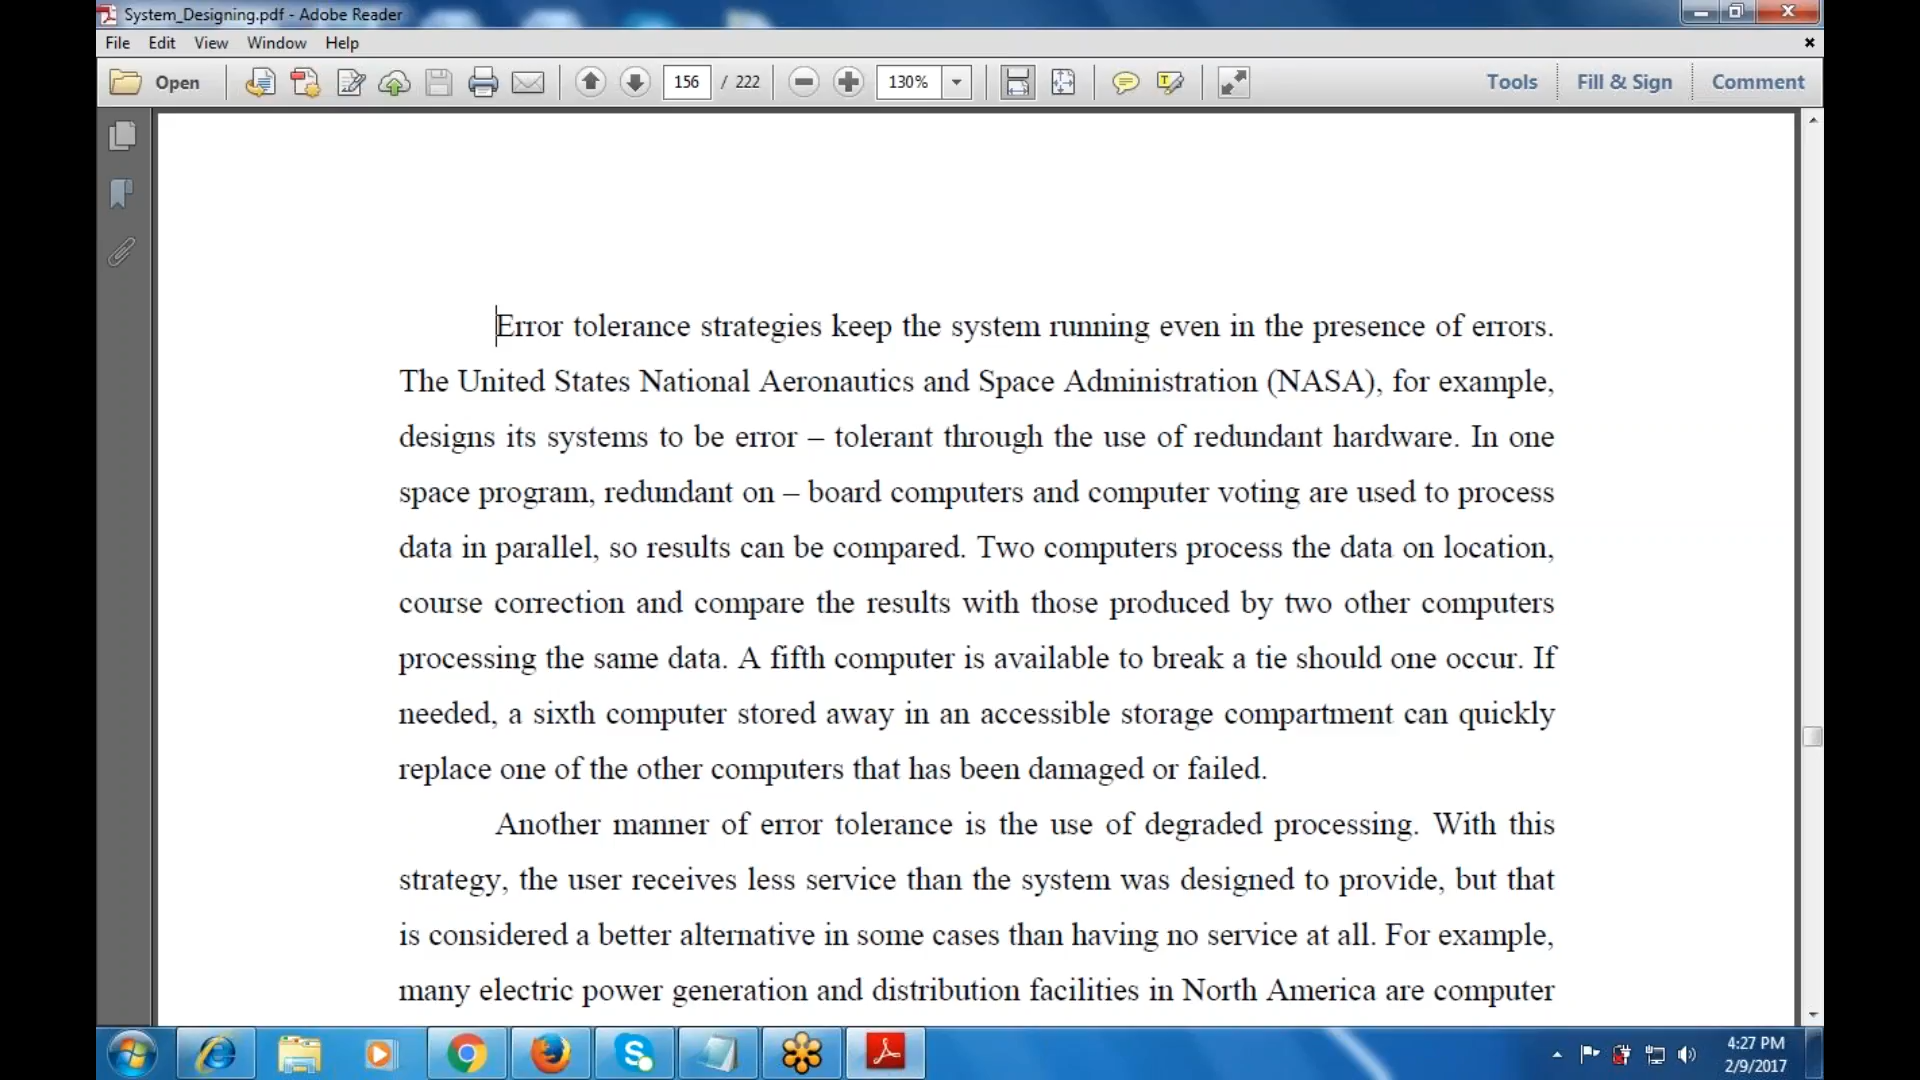 System_Designing.pdf - Adobe Reader
File Edit View Window Help
Open 156 / 222 130% Tools Fill & Sign Comment
Error tolerance strategies keep the system running even in the presence of errors.
The United States National Aeronautics and Space Administration (NASA), for example,
designs its systems to be error – tolerant through the use of redundant hardware. In one
space program, redundant on – board computers and computer voting are used to process
data in parallel, so results can be compared. Two computers process the data on location,
course correction and compare the results with those produced by two other computers
processing the same data. A fifth computer is available to break a tie should one occur. If
needed, a sixth computer stored away in an accessible storage compartment can quickly
replace one of the other computers that has been damaged or failed.
Another manner of error tolerance is the use of degraded processing. With this
strategy, the user receives less service than the system was designed to provide, but that
is considered a better alternative in some cases than having no service at all. For example,
many electric power generation and distribution facilities in North America are computer
4:27 PM
2/9/2017